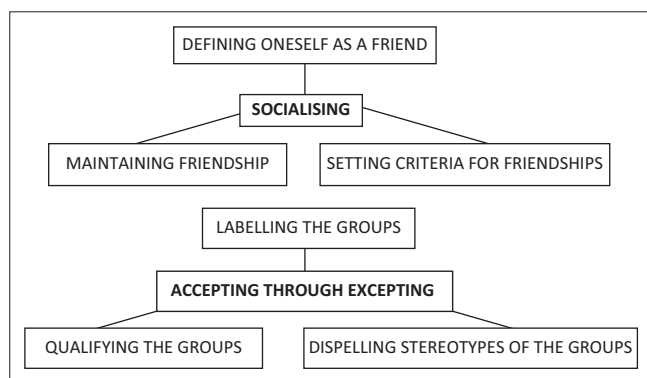 DEFINING ONESELF AS A FRIEND
SOCIALISING
MAINTAINING FRIENDSHIP
SETTING CRITERIA FOR FRIENDSHIPS
LABELLING THE GROUPS
ACCEPTING THROUGH EXCEPTING
QUALIFYING THE GROUPS
DISPELLING STEREOTYPES OF THE GROUPS